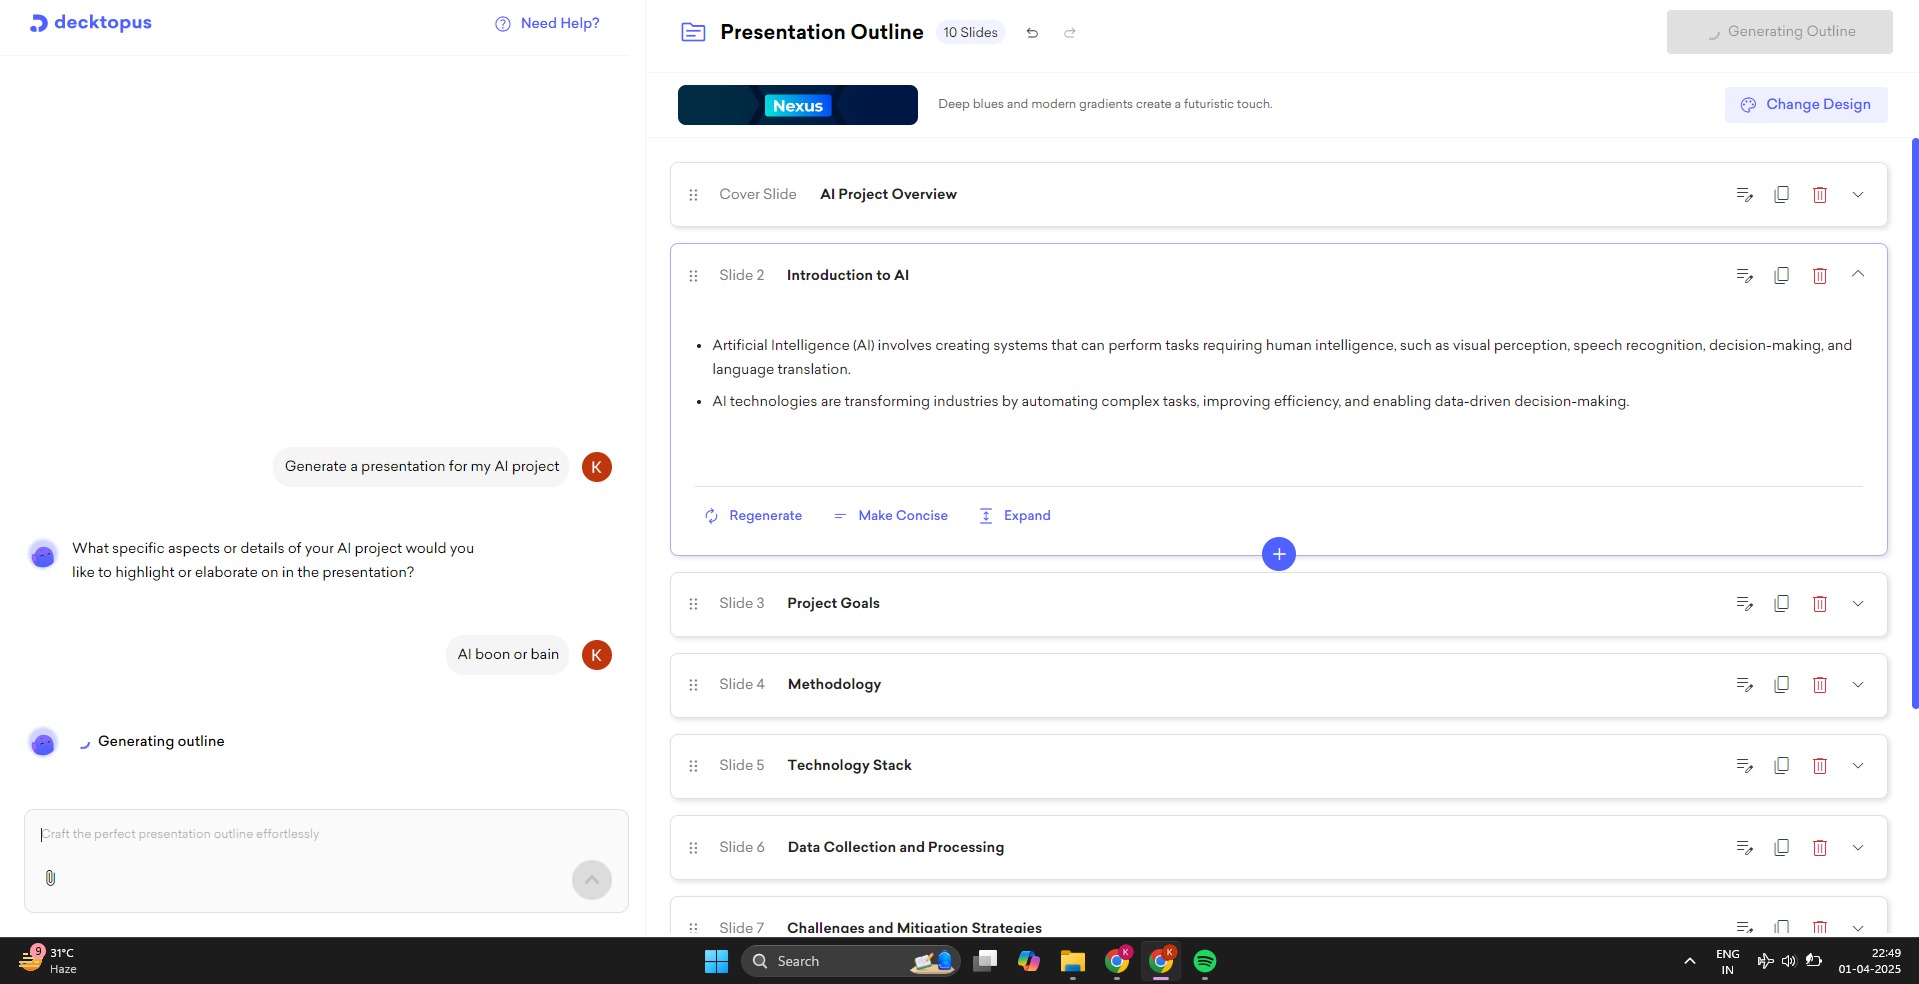 decktopus
Need Help?
Generate a presentation for my AI project
K
What specific aspects or details of your AI project would you
like to highlight or elaborate on in the presentation?
AI boon or bain
K
Generating outline
Craft the perfect presentation outline effortlessly
Presentation Outline
10 Slides
Generating Outline
Nexus
Deep blues and modern gradients create a futuristic touch.
Change Design
Cover Slide AI Project Overview
Slide 2 Introduction to AI
• Artificial Intelligence (AI) involves creating systems that can perform tasks requiring human intelligence, such as visual perception, speech recognition, decision-making, and
language translation.
• AI technologies are transforming industries by automating complex tasks, improving efficiency, and enabling data-driven decision-making.
Regenerate Make Concise Expand
Slide 3 Project Goals
Slide 4 Methodology
Slide 5 Technology Stack
Slide 6 Data Collection and Processing
Slide 7 Challenges and Mitigation Strategies
9
31°C
Haze
Search
K
K
ENG
IN
22:49
01-04-2025